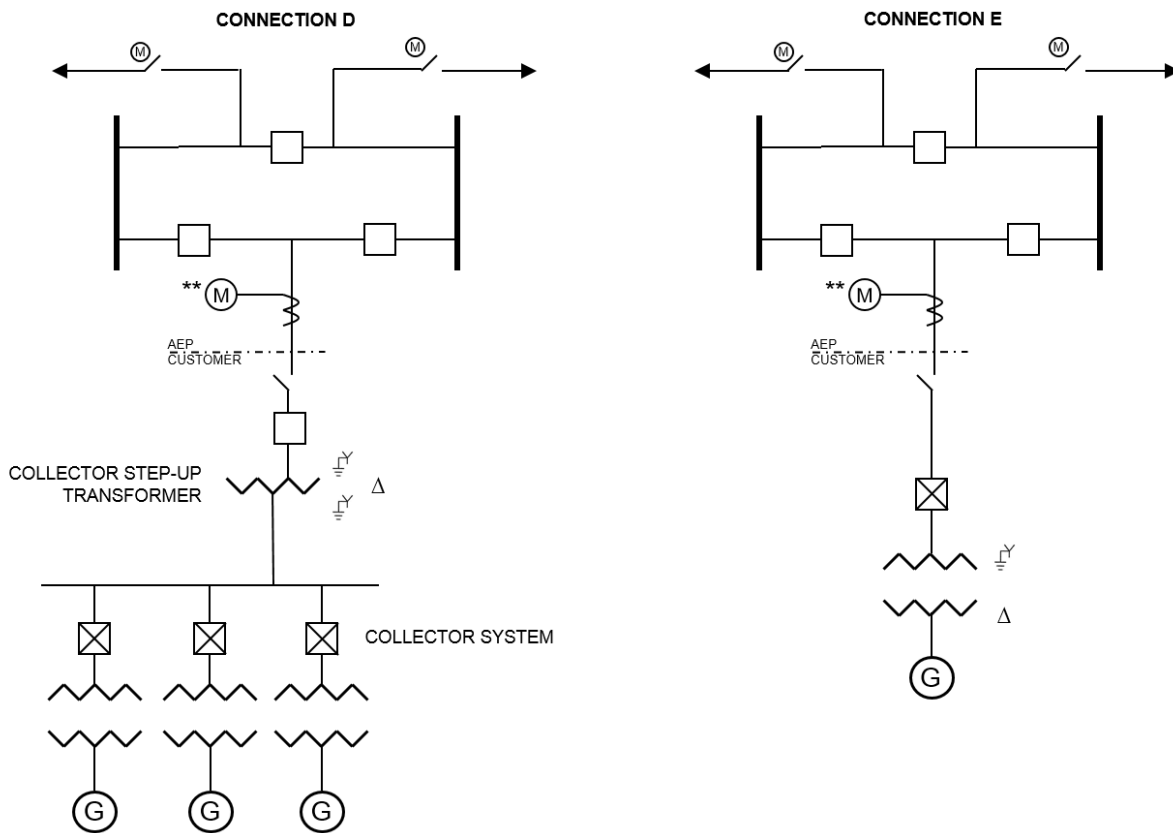 CONNECTION D
M
M
** M
AEP
CUSTOMER
COLLECTOR STEP-UP
TRANSFORMER
Y
Δ
Y
COLLECTOR SYSTEM
G
G
G
CONNECTION E
M
M
** M
AEP
CUSTOMER
Y
Δ
G